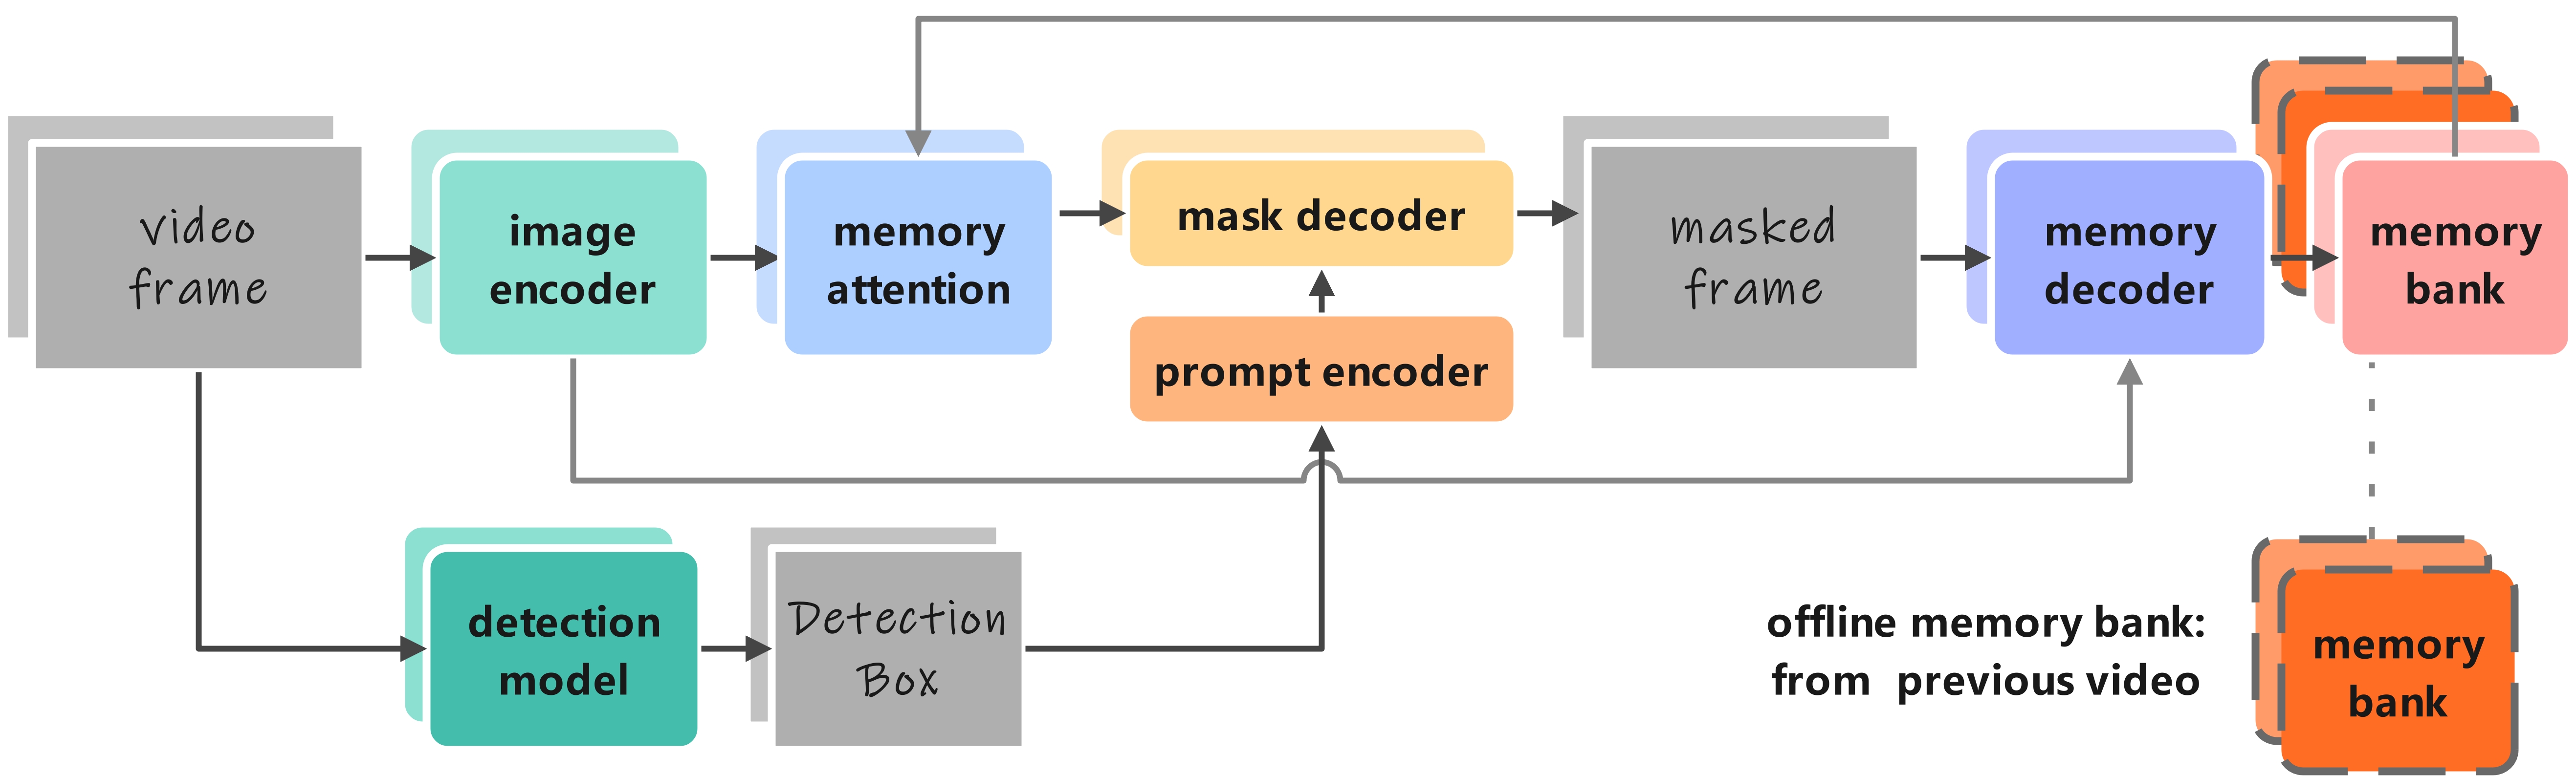 video
frame
image
encoder
memory
attention
mask decoder
prompt encoder
masked
frame
memory
decoder
memory
bank
detection
model
Detection
Box
offline memory bank:
from previous video
memory
bank